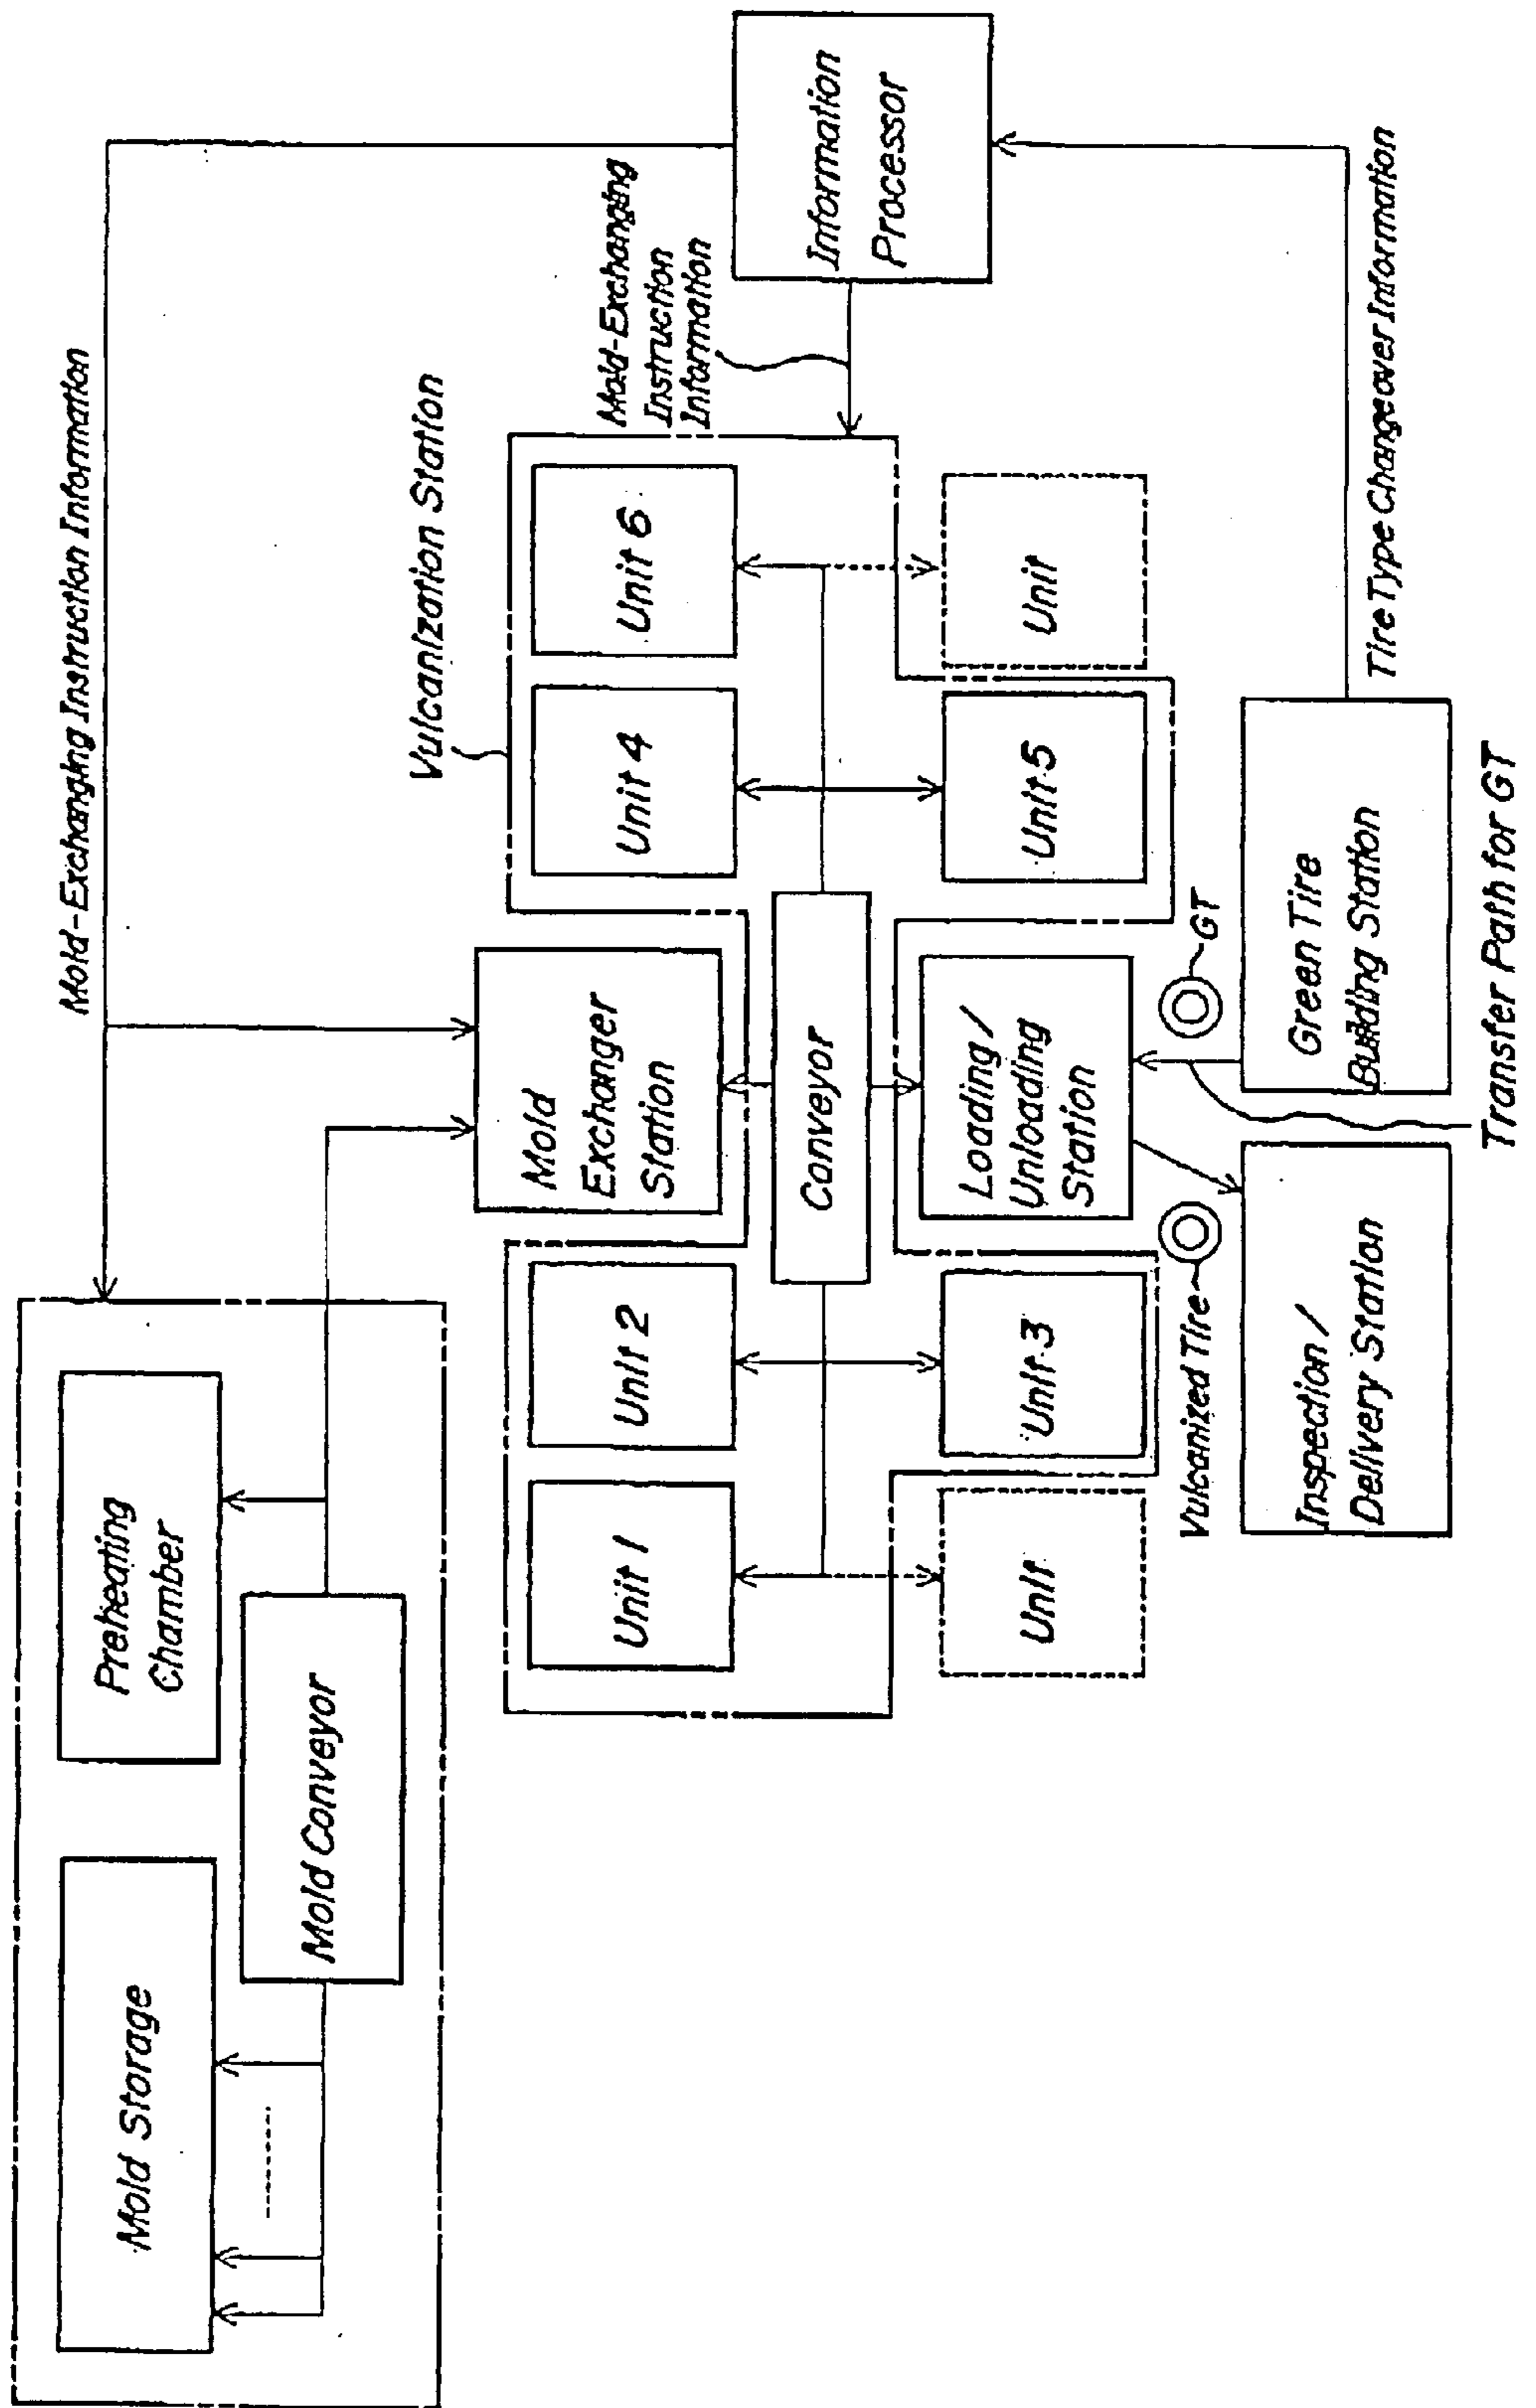 Mold-Exchanging Instruction Information
Mold Storage
Preheating
Chamber
Mold Conveyor
Vulcanization Station
Mold-Exchanging
Instruction
Information
Information
Processor
Mold
Exchanger
Station
Unit 1
Unit 2
Unit 4
Unit 6
Conveyor
Loading /
Unloading
Station
Unit
Unit 3
Unit 5
Unit
Vulcanized Tire
GT
Inspection /
Delivery Station
Green Tire
Building Station
Tire Type Changeover Information
Transfer Path for GT